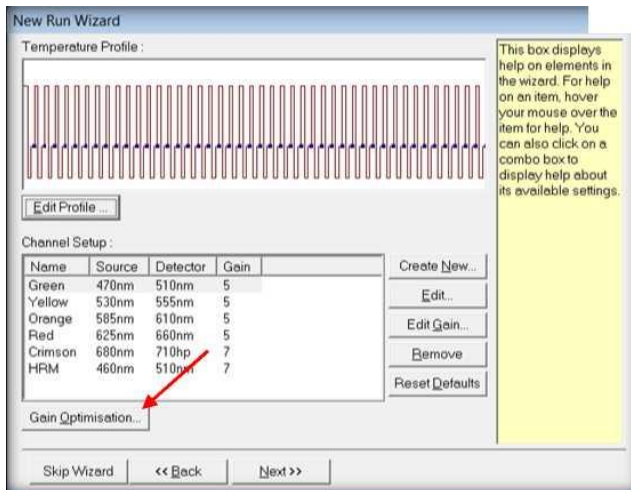 New Run Wizard
Temperature Profile :
This box displays
help on elements in
the wizard. For help
on an item, hover
your mouse over the
item for help. You
can also click on a
combo box to
display help about
its available settings.
Edit Profile ...
Channel Setup :
Name Source Detector Gain
Green 470nm 510nm 5
Yellow 530nm 555nm 5
Orange 585nm 610nm 5
Red 625nm 660nm 5
Crimson 680nm 710hp 7
HRM 460nm 510nm 7
Create New...
Edit...
Edit Gain...
Remove
Reset Defaults
Gain Optimisation...
Skip Wizard << Back Next >>